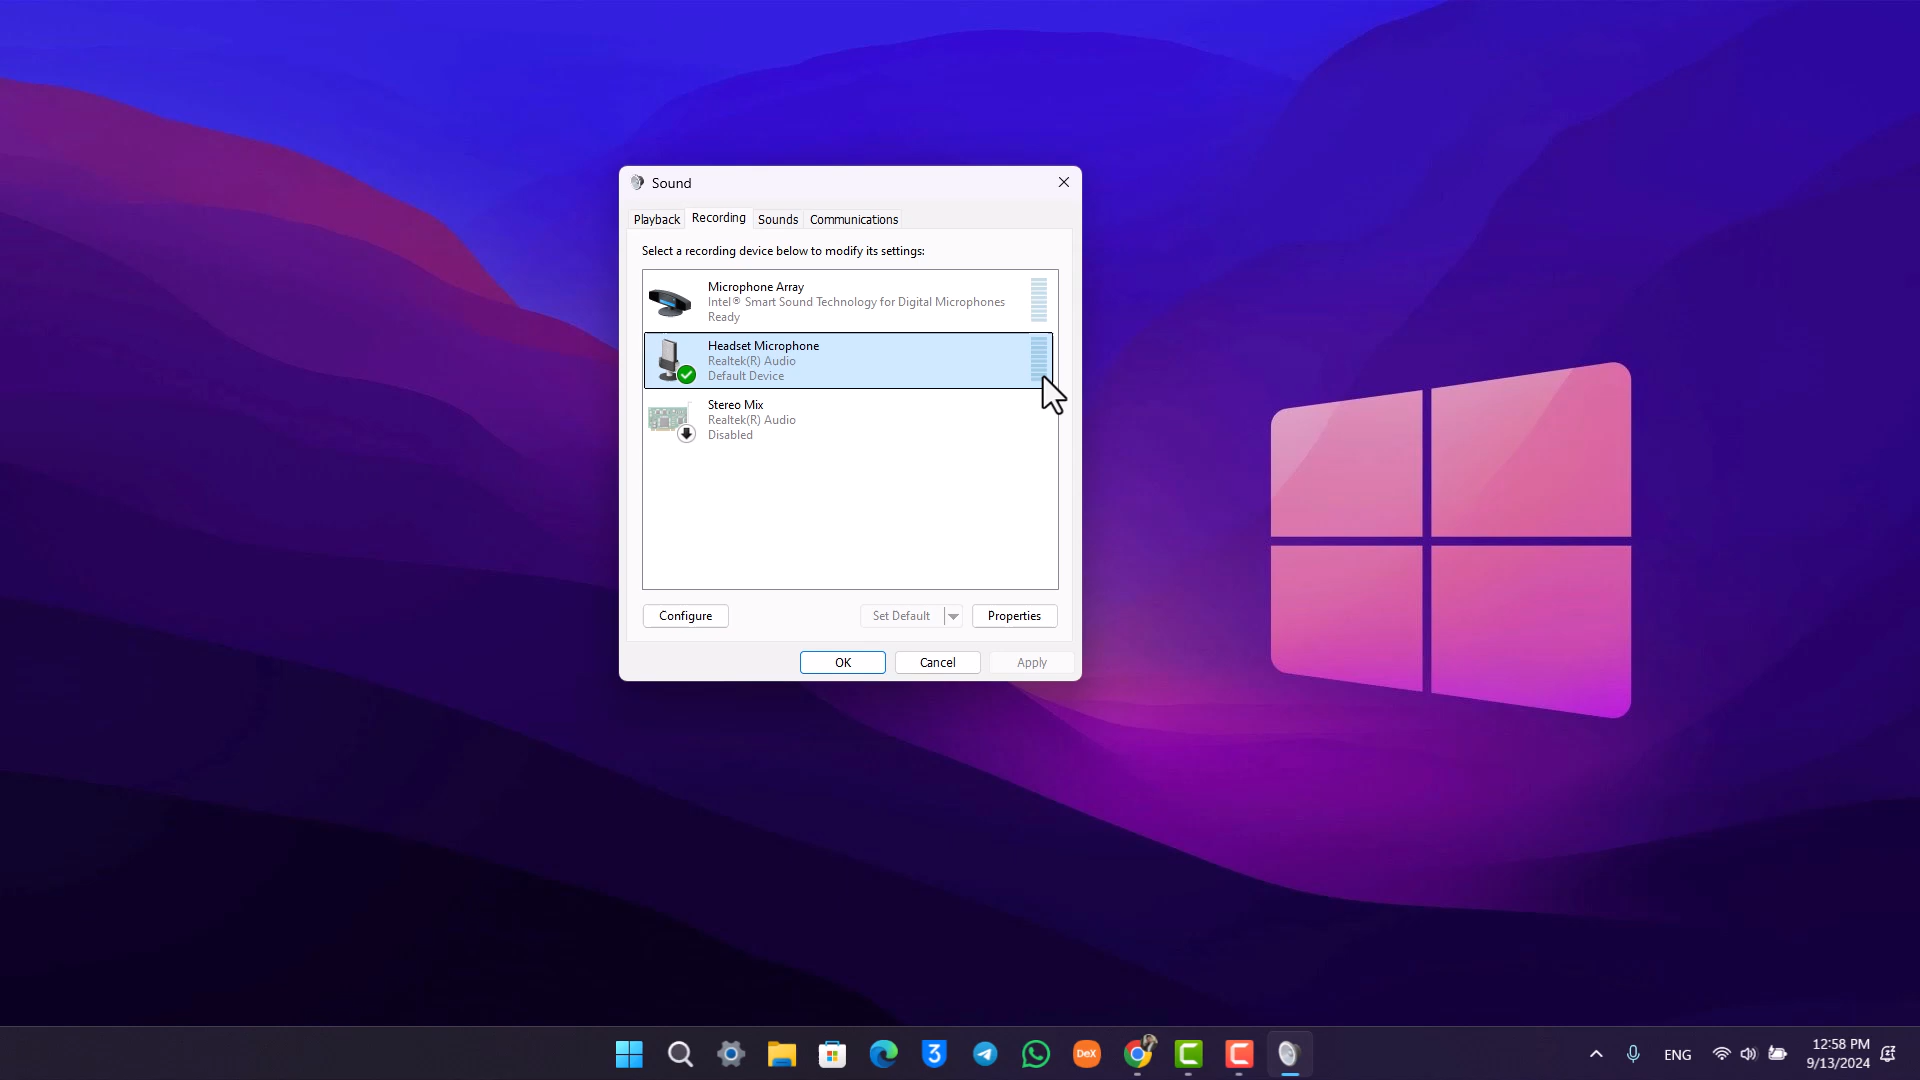 Sound
Playback
Recording
Sounds
Communications
Select a recording device below to modify its settings:
Microphone Array
Intel® Smart Sound Technology for Digital Microphones
Ready
Headset Microphone
Realtek(R) Audio
Default Device
Stereo Mix
Realtek(R) Audio
Disabled
Configure
Set Default
Properties
OK
Cancel
Apply
3
DeX
ENG
12:58 PM
9/13/2024